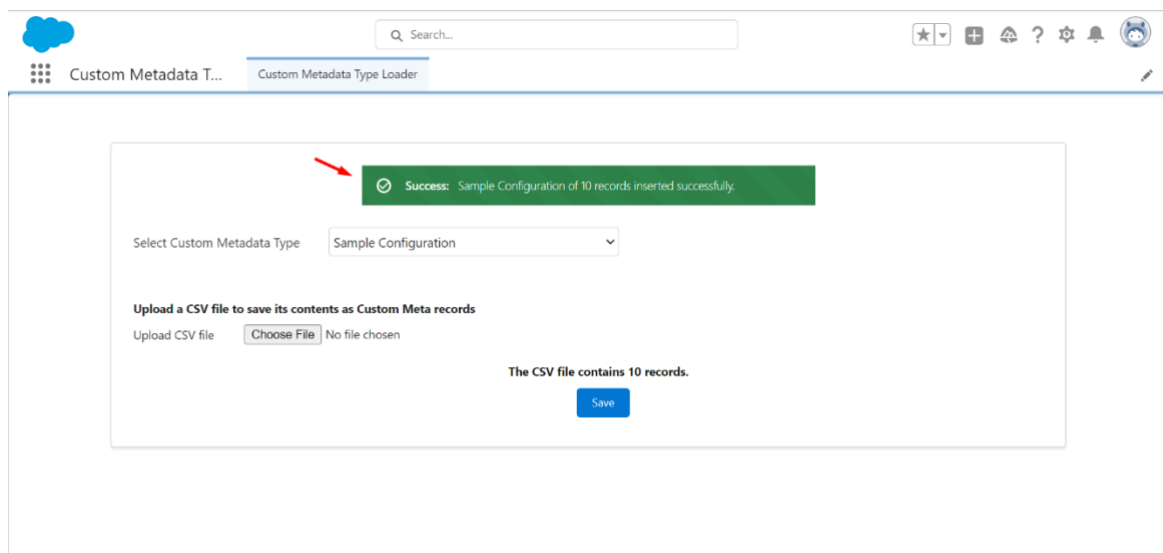 Search...
Custom Metadata T...
Custom Metadata Type Loader
Success: Sample Configuration of 10 records inserted successfully.
Select Custom Metadata Type
Sample Configuration
Upload a CSV file to save its contents as Custom Meta records
Upload CSV file
Choose File No file chosen
The CSV file contains 10 records.
Save